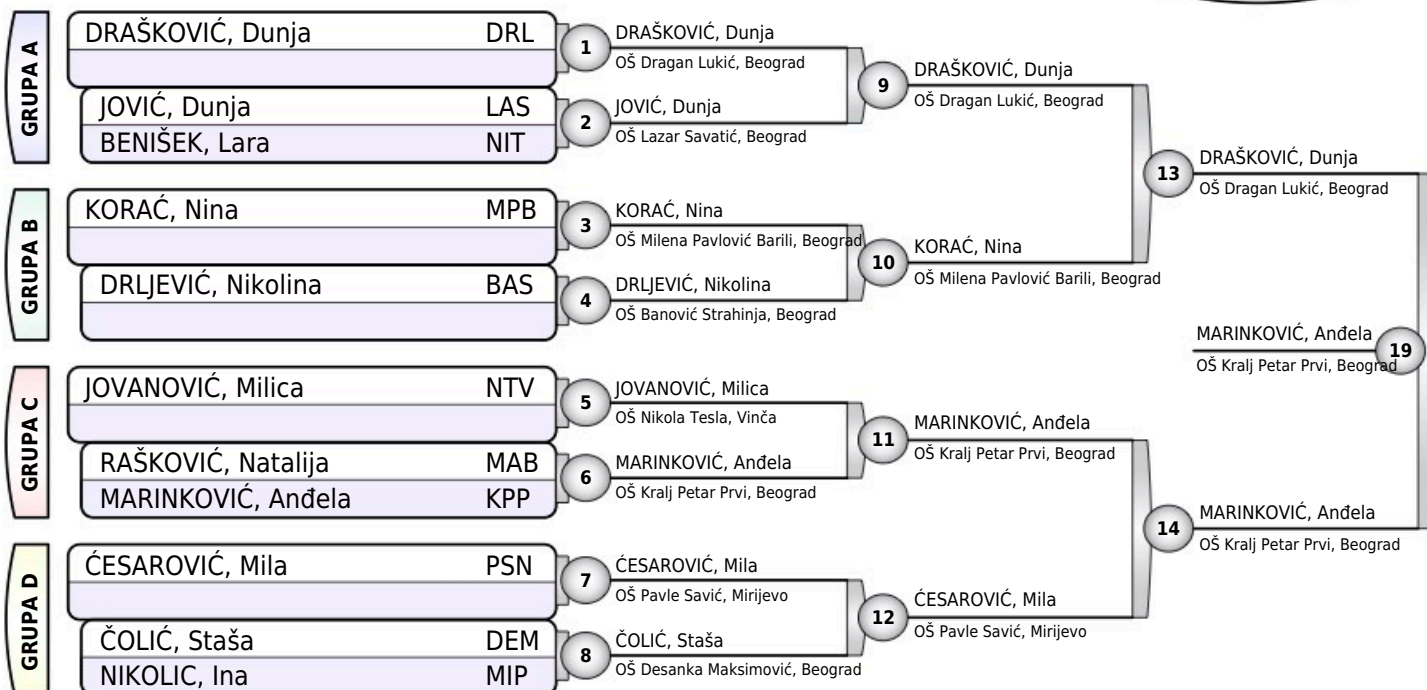 GRUPA A
DRAŠKOVIĆ, Dunja DRL
JOVIĆ, Dunja LAS
BENIŠEK, Lara NIT
GRUPA B
KORAĆ, Nina MPB
DRLJEVIĆ, Nikolina BAS
GRUPA C
JOVANOVIĆ, Milica NTV
RAŠKOVIĆ, Natalija MAB
MARINKOVIĆ, Anđela KPP
GRUPA D
ĆESAROVIĆ, Mila PSN
ČOLIĆ, Staša DEM
NIKOLIC, Ina MIP
1
DRAŠKOVIĆ, Dunja
OŠ Dragan Lukić, Beograd
2
JOVIĆ, Dunja
OŠ Lazar Savatić, Beograd
3
KORAĆ, Nina
OŠ Milena Pavlović Barili, Beograd
4
DRLJEVIĆ, Nikolina
OŠ Banović Strahinja, Beograd
5
JOVANOVIĆ, Milica
OŠ Nikola Tesla, Vinča
6
MARINKOVIĆ, Anđela
OŠ Kralj Petar Prvi, Beograd
7
ĆESAROVIĆ, Mila
OŠ Pavle Savić, Mirijevo
8
ČOLIĆ, Staša
OŠ Desanka Maksimović, Beograd
9
DRAŠKOVIĆ, Dunja
OŠ Dragan Lukić, Beograd
10
KORAĆ, Nina
OŠ Milena Pavlović Barili, Beograd
11
MARINKOVIĆ, Anđela
OŠ Kralj Petar Prvi, Beograd
12
ĆESAROVIĆ, Mila
OŠ Pavle Savić, Mirijevo
13
DRAŠKOVIĆ, Dunja
OŠ Dragan Lukić, Beograd
14
MARINKOVIĆ, Anđela
OŠ Kralj Petar Prvi, Beograd
MARINKOVIĆ, Anđela
OŠ Kralj Petar Prvi, Beograd
19